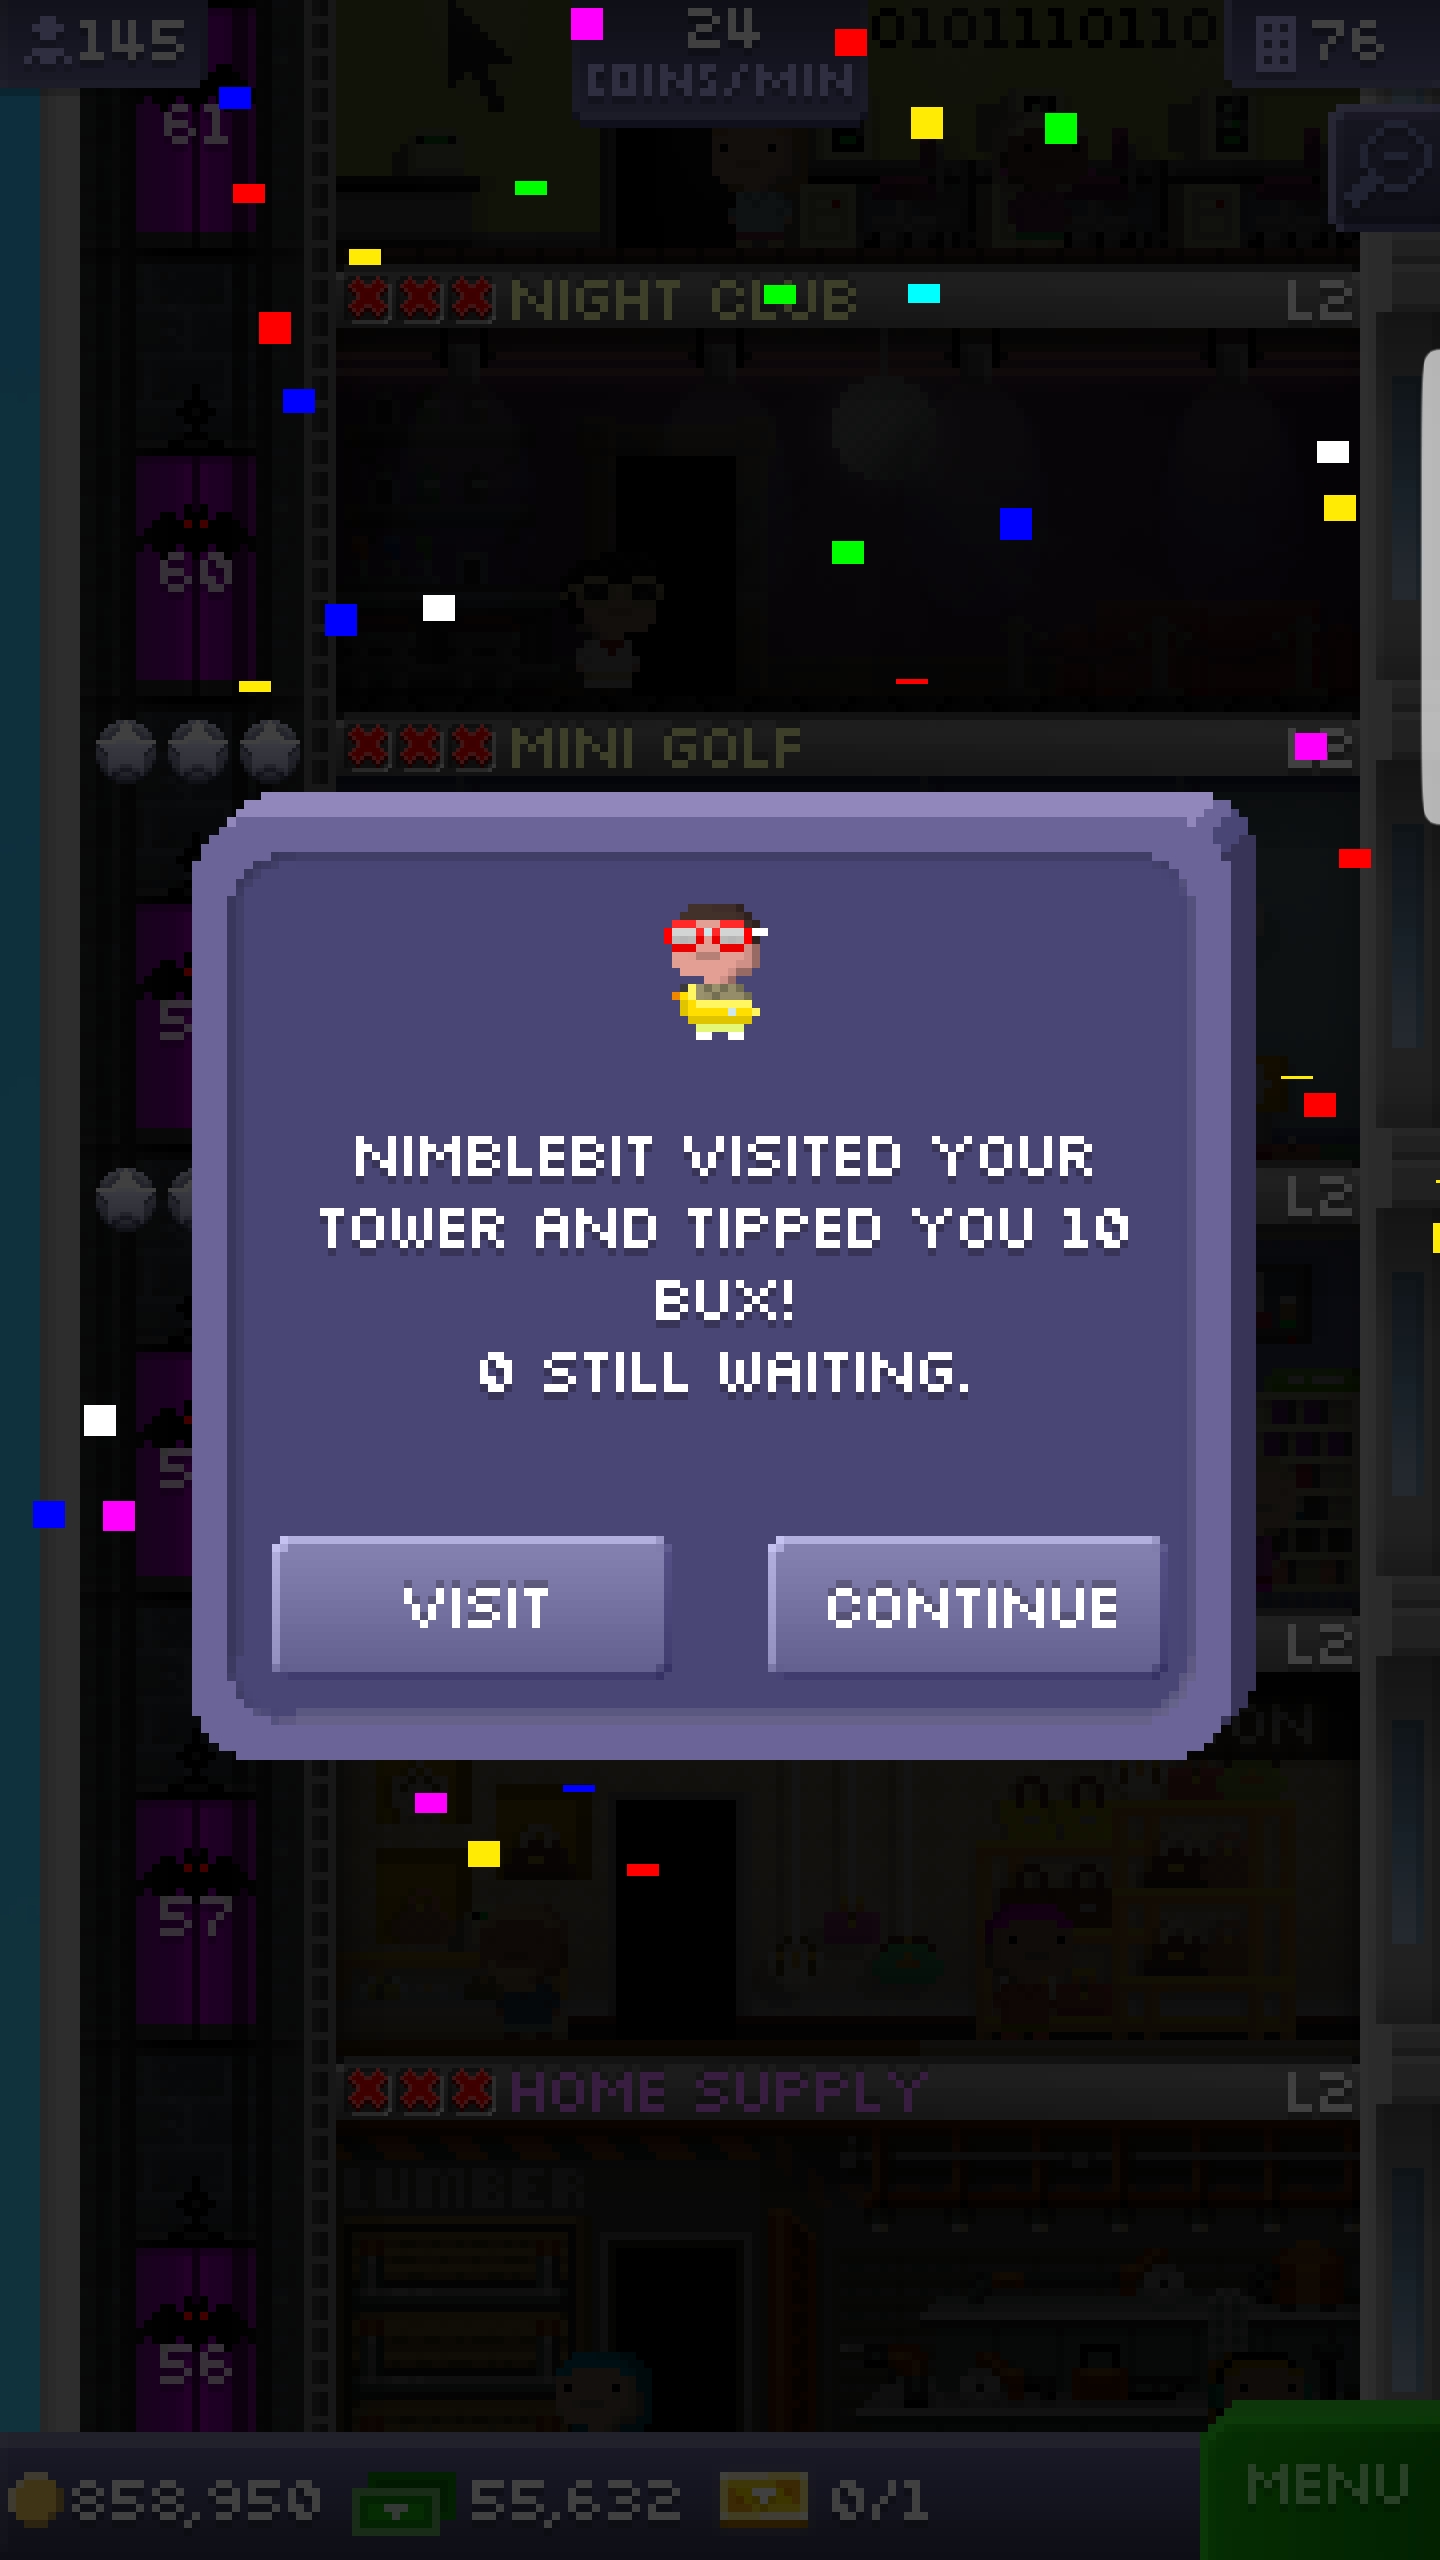 145
24
COINS/MIN
0101110110
76
61
NIGHT CLUB
L2
60
MINI GOLF
L2
NIMBLEBIT VISITED YOUR
TOWER AND TIPPED YOU 10
BUX!
0 STILL WAITING.
L2
VISIT
CONTINUE
L2
57
HOME SUPPLY
L2
LUMBER
56
858,950
55,632
0/1
MENU